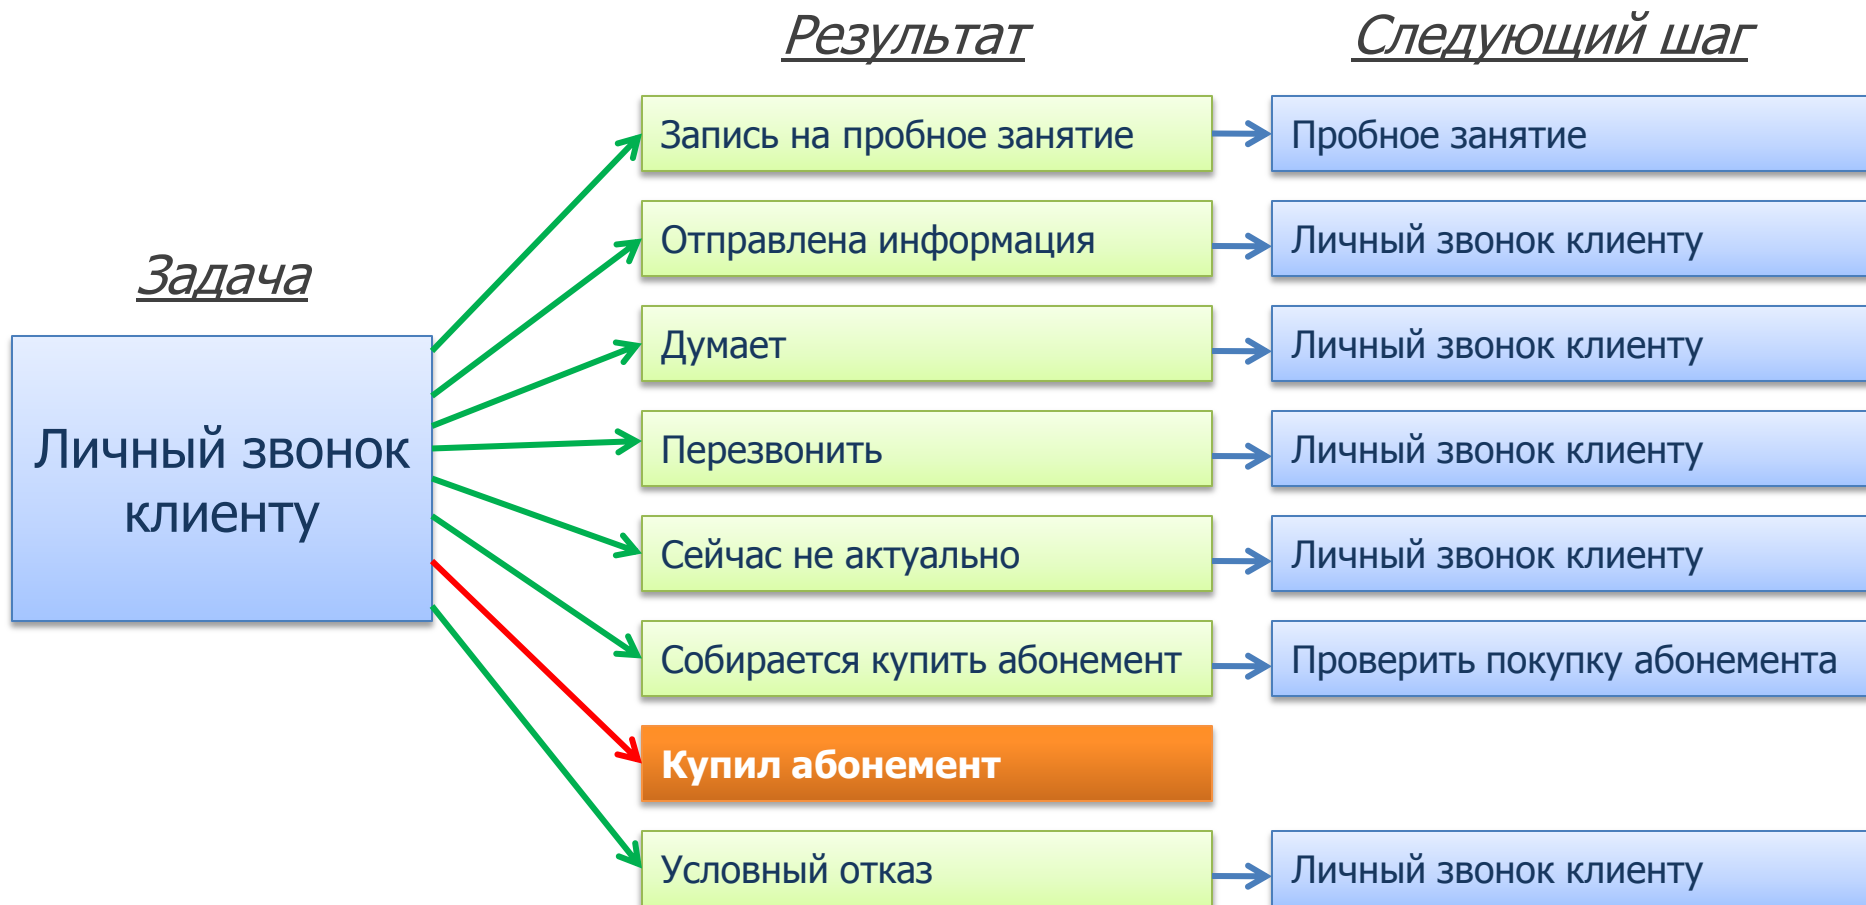 Результат
Следующий шаг
Задача
Личный звонок
клиенту
Запись на пробное занятие
Пробное занятие
Отправлена информация
Личный звонок клиенту
Думает
Личный звонок клиенту
Перезвонить
Личный звонок клиенту
Сейчас не актуально
Личный звонок клиенту
Собирается купить абонемент
Проверить покупку абонемента
Купил абонемент
Условный отказ
Личный звонок клиенту